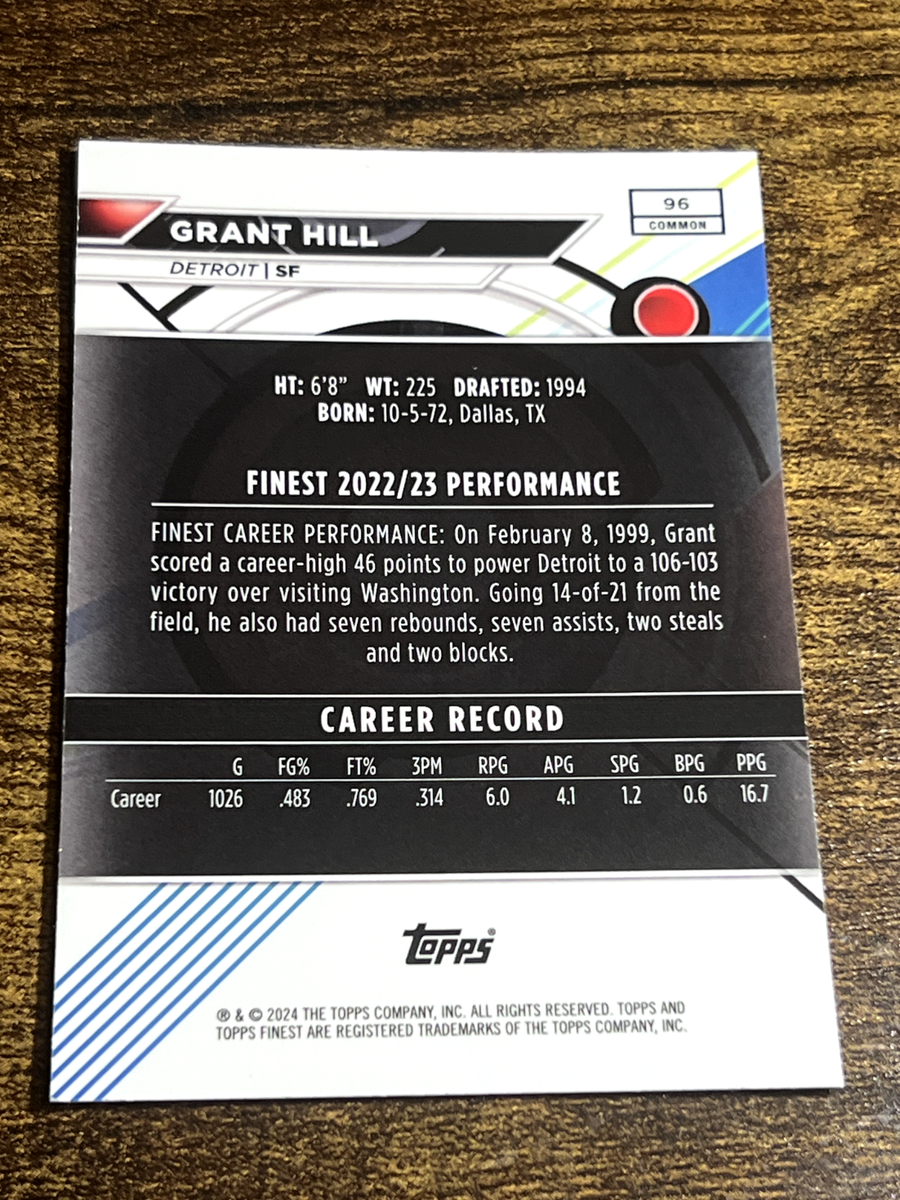 96
COMMON
GRANT HILL
DETROIT | SF
HT: 6'8" WT: 225 DRAFTED: 1994
BORN: 10-5-72, Dallas, TX
FINEST 2022/23 PERFORMANCE
FINEST CAREER PERFORMANCE: On February 8, 1999, Grant
scored a career-high 46 points to power Detroit to a 106-103
victory over visiting Washington. Going 14-of-21 from the
field, he also had seven rebounds, seven assists, two steals
and two blocks.
CAREER RECORD
G FG% FT% 3PM RPG APG SPG BPG PPG
Career 1026 .483 .769 .314 6.0 4.1 1.2 0.6 16.7
topps®
® & © 2024 THE TOPPS COMPANY, INC. ALL RIGHTS RESERVED. TOPPS AND
TOPPS FINEST ARE REGISTERED TRADEMARKS OF THE TOPPS COMPANY, INC.